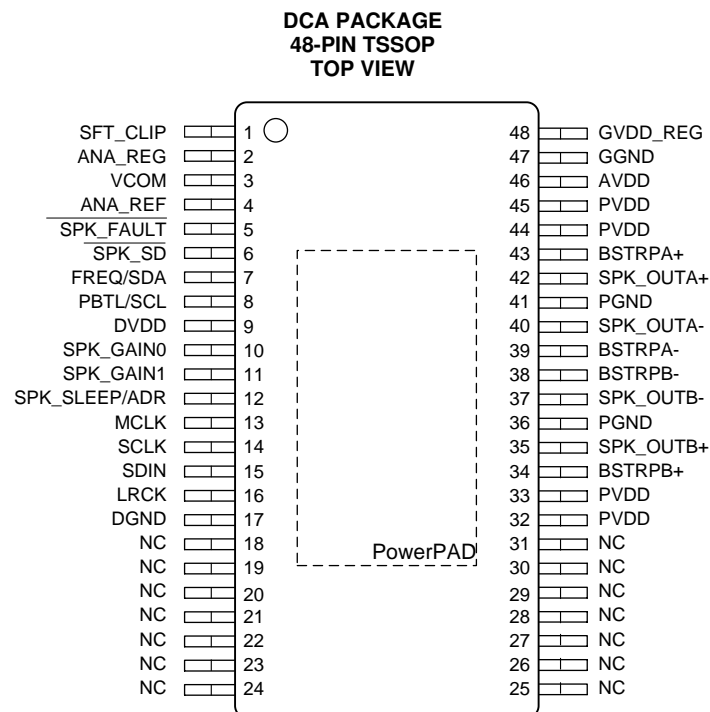 DCA PACKAGE
48-PIN TSSOP
TOP VIEW
SFT_CLIP 1 48 GVDD_REG
ANA_REG 2 47 GGND
VCOM 3 46 AVDD
ANA_REF 4 45 PVDD
SPK_FAULT 5 44 PVDD
SPK_SD 6 43 BSTRPA+
FREQ/SDA 7 42 SPK_OUTA+
PBTL/SCL 8 41 PGND
DVDD 9 40 SPK_OUTA-
SPK_GAIN0 10 39 BSTRPA-
SPK_GAIN1 11 38 BSTRPB-
SPK_SLEEP/ADR 12 37 SPK_OUTB-
MCLK 13 36 PGND
SCLK 14 35 SPK_OUTB+
SDIN 15 34 BSTRPB+
LRCK 16 33 PVDD
DGND 17 32 PVDD
NC 18 31 NC
PowerPAD
NC 19 30 NC
NC 20 29 NC
NC 21 28 NC
NC 22 27 NC
NC 23 26 NC
NC 24 25 NC